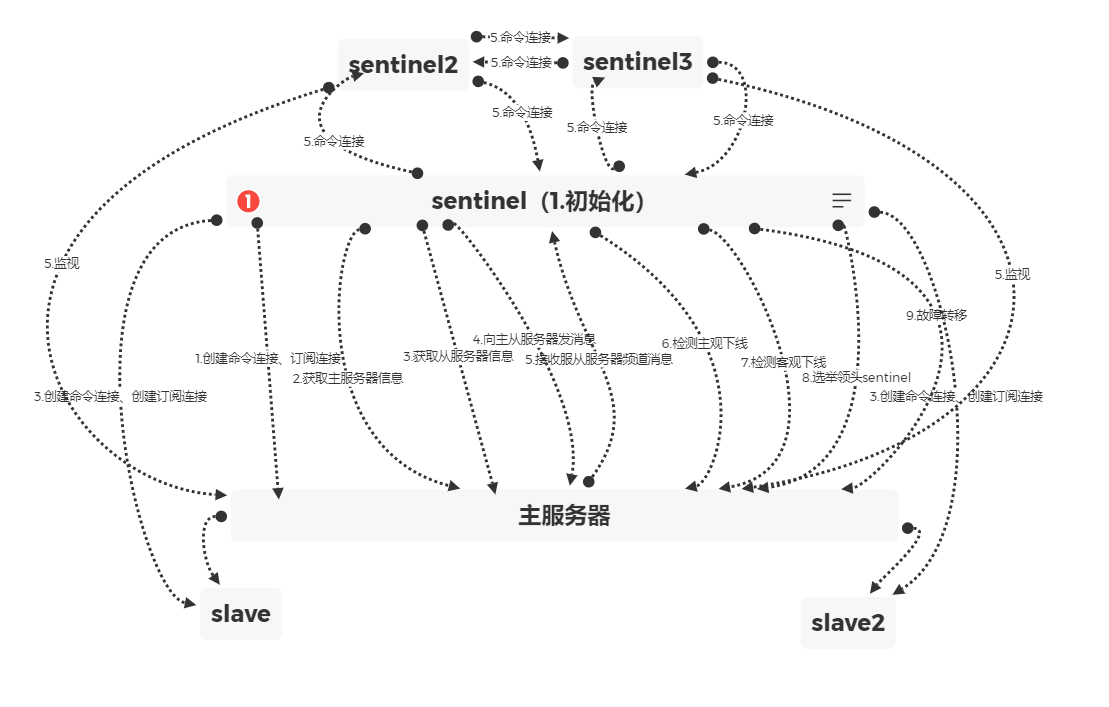 5.命令连接
sentinel2
5.命令连接
sentinel3
5.命令连接
5.命令连接
5.命令连接
5.命令连接
1
sentinel（1.初始化）
5.监视
5.监视
9.故障转移
4.向主从服务器发消息
6.检测主观下线
1.创建命令连接、订阅连接
3.获取从服务器信息
5.接收服从服务器频道消息
7.检测客观下线
2.获取主服务器信息
8.选举领头sentinel
3.创建命令连接、创建订阅连接
3.创建命令连接、创建订阅连接
主服务器
slave
slave2